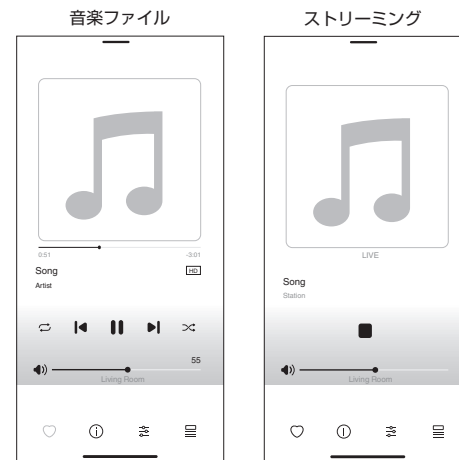 音楽ファイル
0:51 -3:01
Song HD
Artist
55
Living Room
ストリーミング
LIVE
Song
Station
Living Room